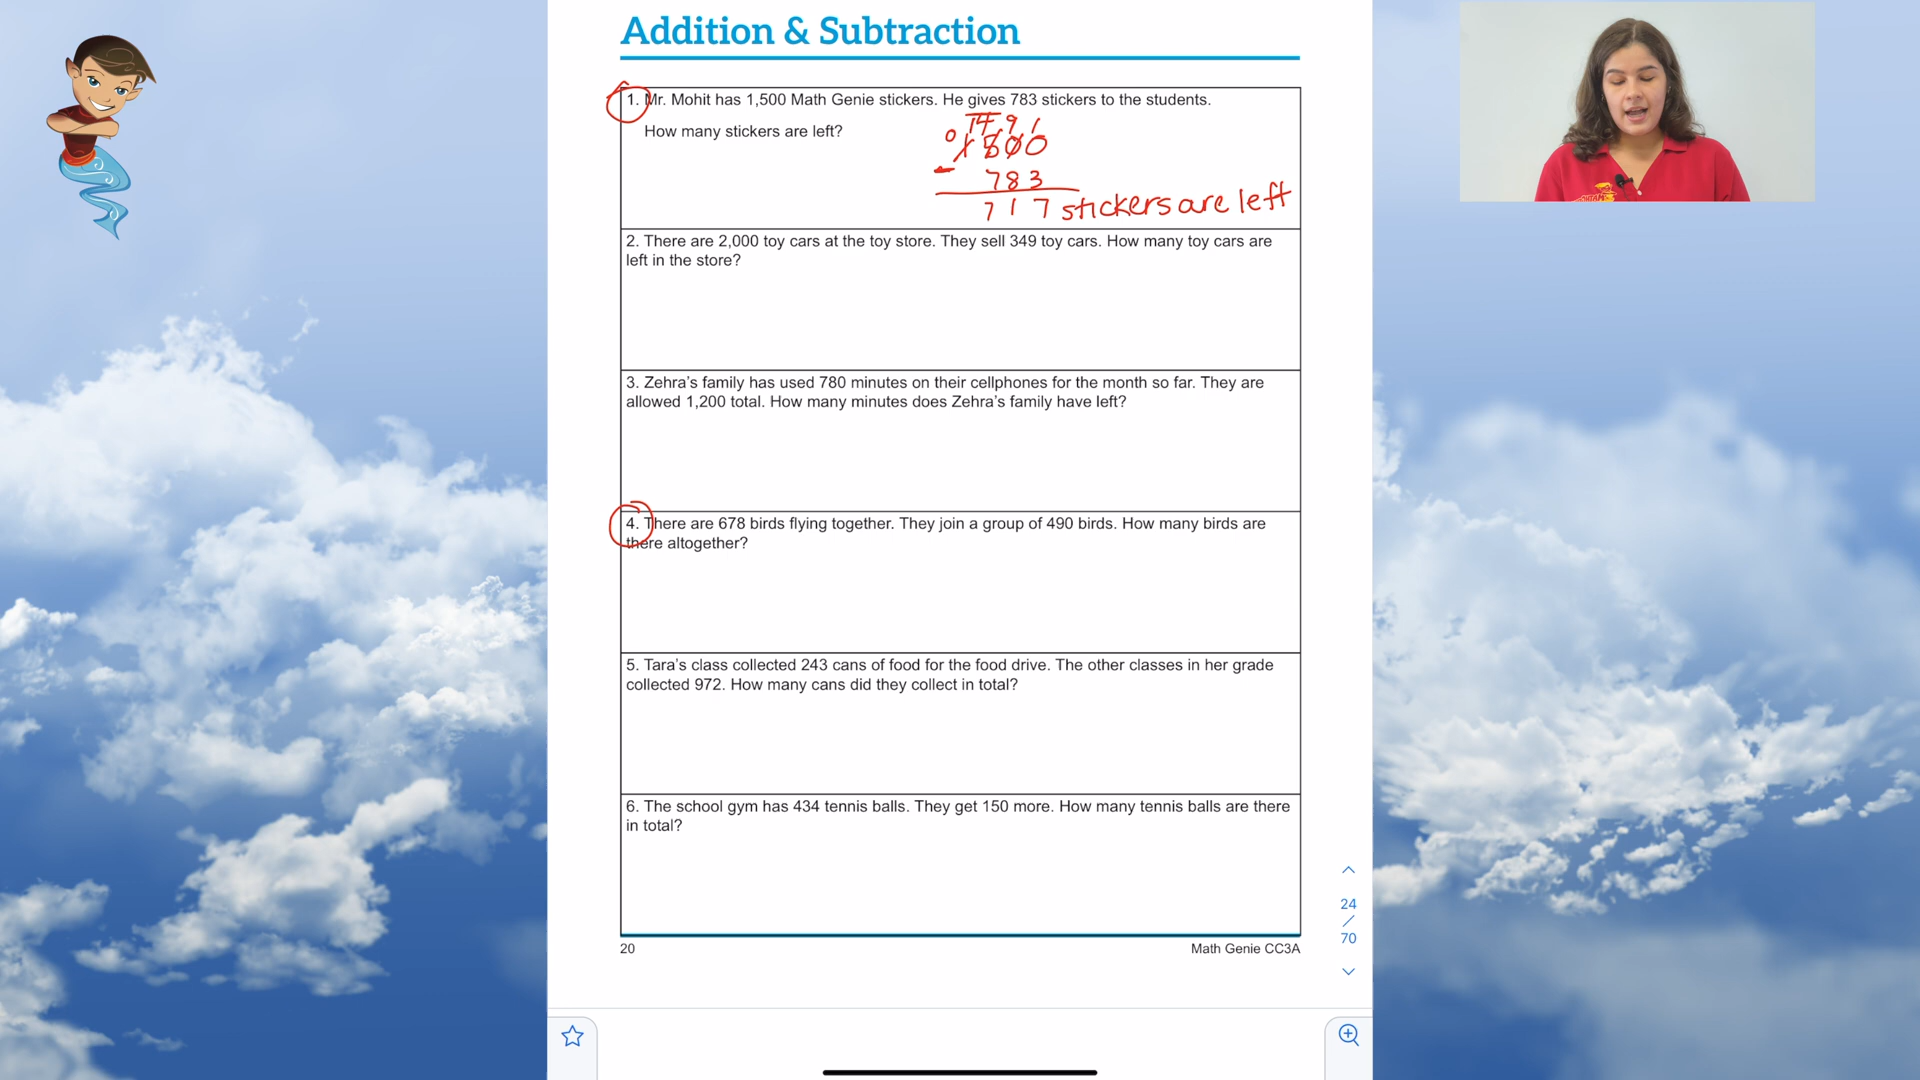 Addition & Subtraction
1. Mr. Mohit has 1,500 Math Genie stickers. He gives 783 stickers to the students.
How many stickers are left?
0 14 9 1
1500
- 783
717 stickers are left
2. There are 2,000 toy cars at the toy store. They sell 349 toy cars. How many toy cars are
left in the store?
3. Zehra’s family has used 780 minutes on their cellphones for the month so far. They are
allowed 1,200 total. How many minutes does Zehra’s family have left?
4. There are 678 birds flying together. They join a group of 490 birds. How many birds are
there altogether?
5. Tara’s class collected 243 cans of food for the food drive. The other classes in her grade
collected 972. How many cans did they collect in total?
6. The school gym has 434 tennis balls. They get 150 more. How many tennis balls are there
in total?
20
Math Genie CC3A
24
/
70